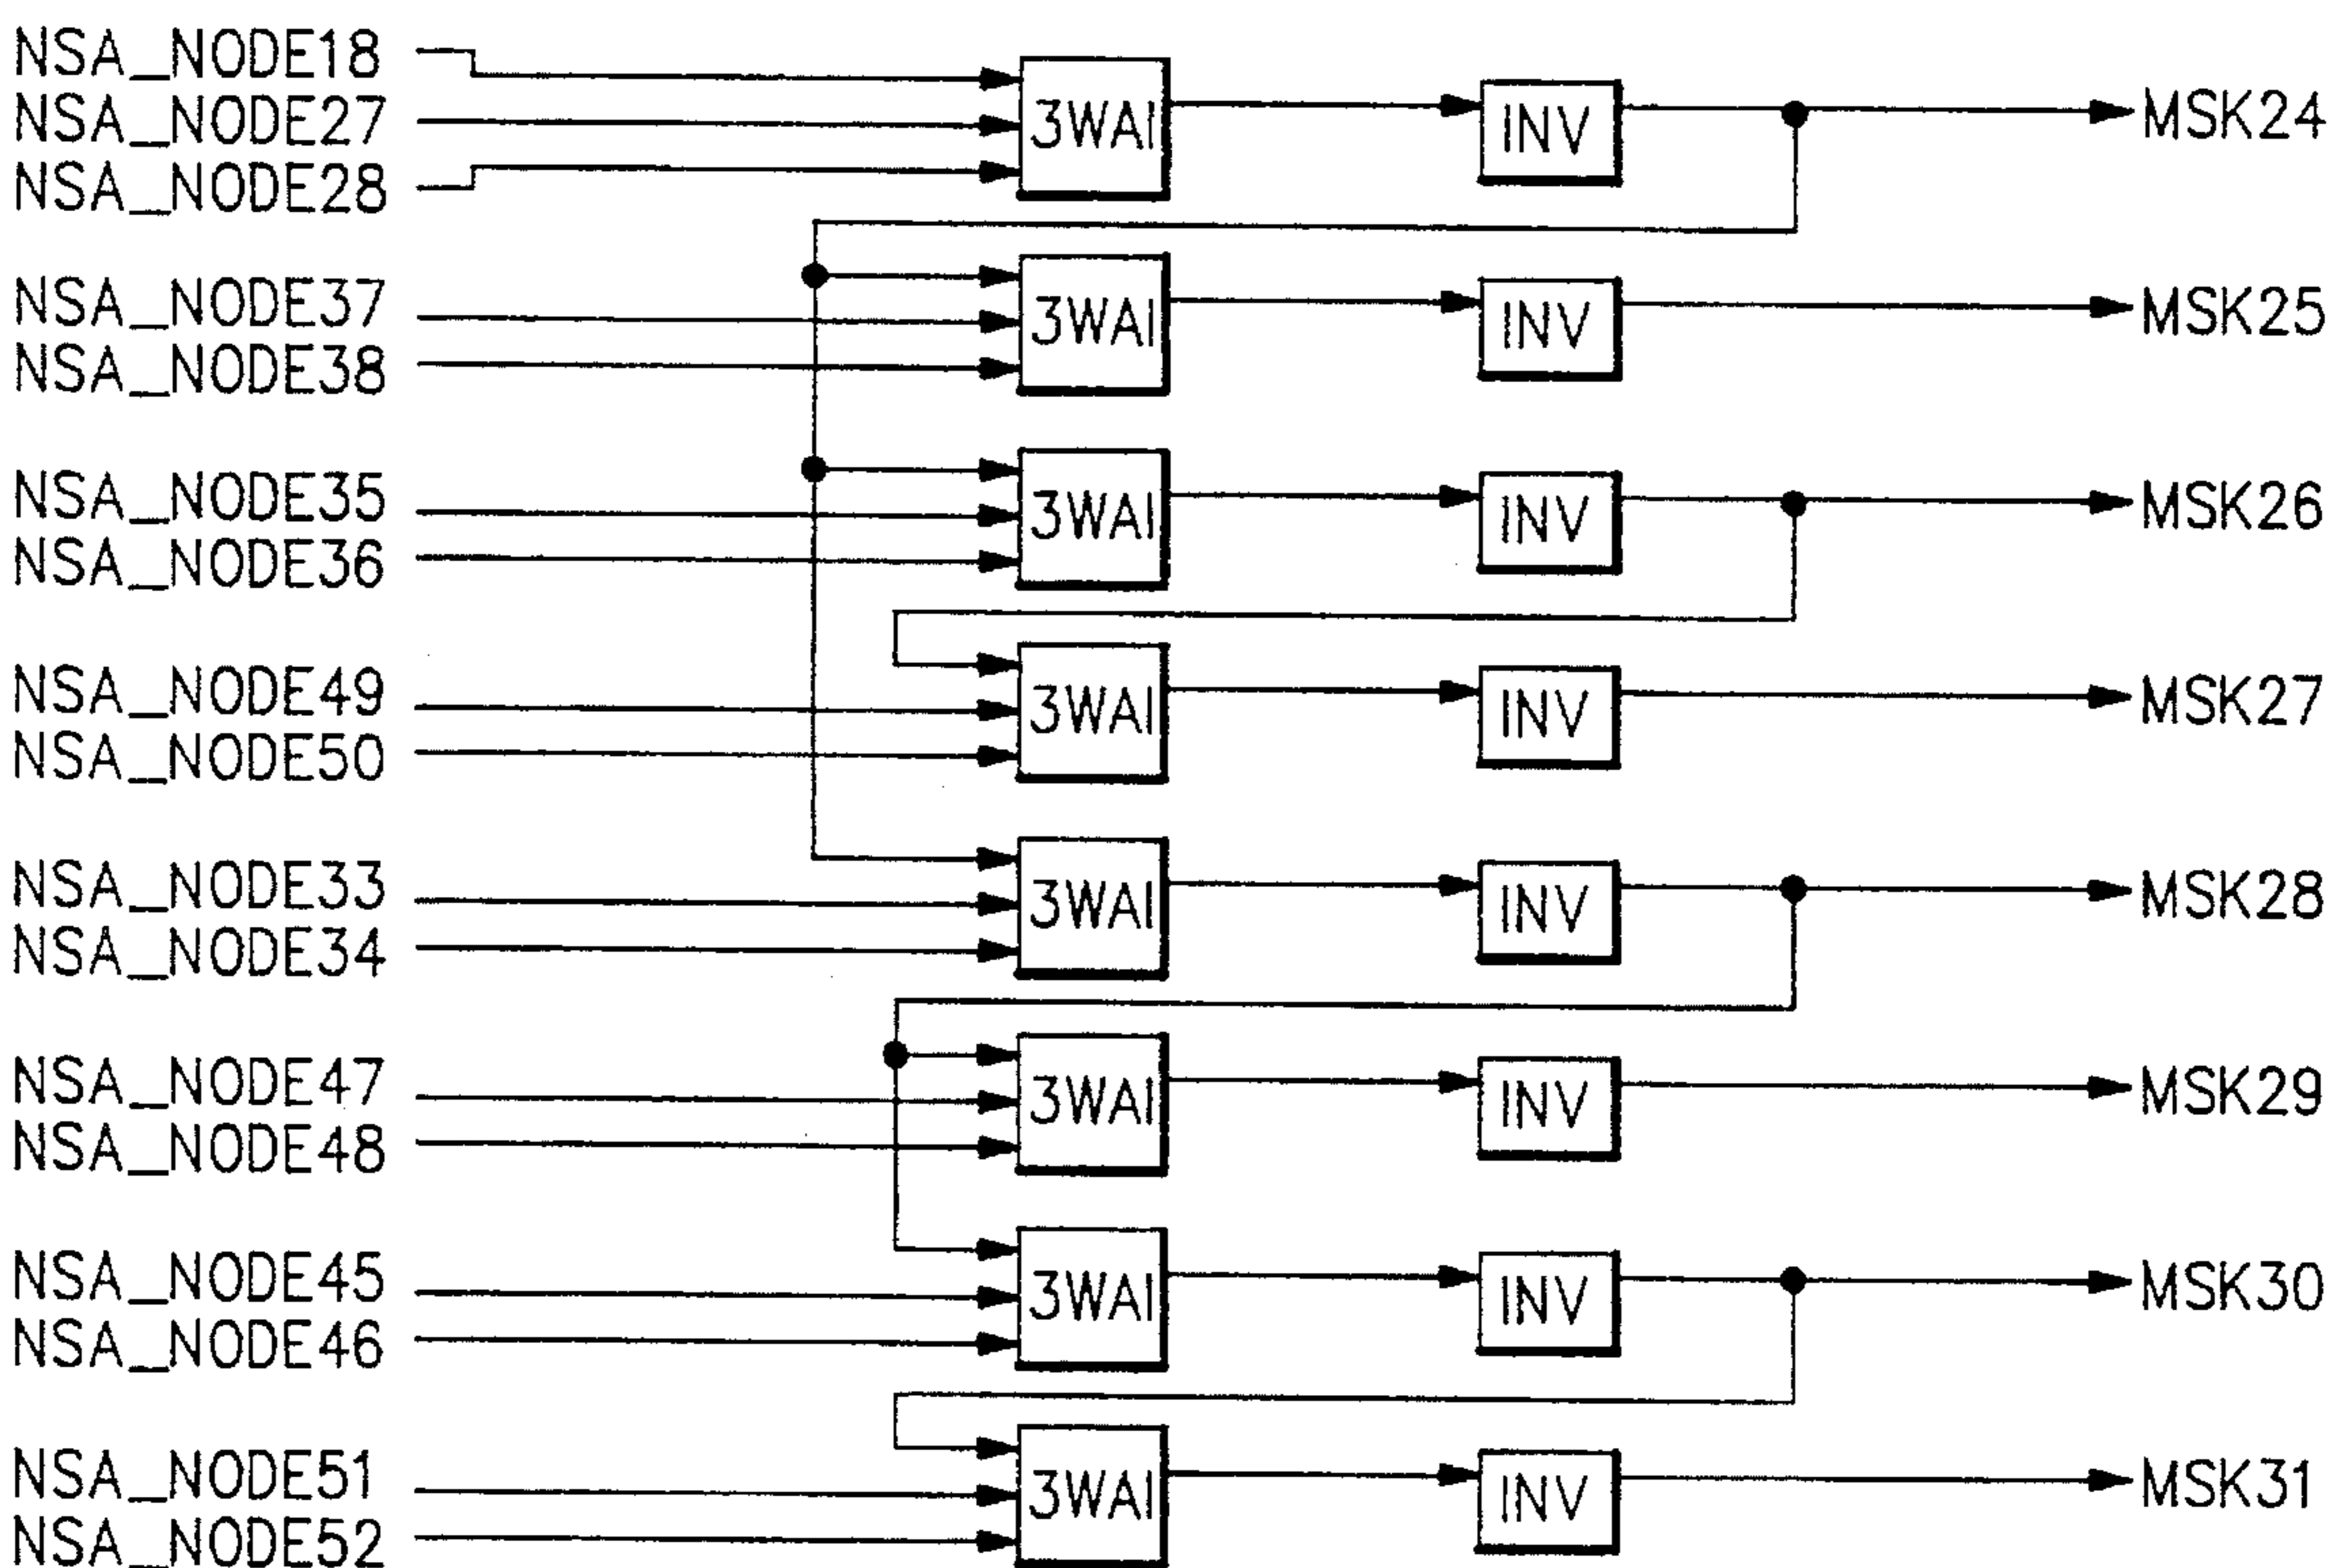 NSA_NODE18
NSA_NODE27
NSA_NODE28
3WAI
INV
MSK24
NSA_NODE37
NSA_NODE38
3WAI
INV
MSK25
NSA_NODE35
NSA_NODE36
3WAI
INV
MSK26
NSA_NODE49
NSA_NODE50
3WAI
INV
MSK27
NSA_NODE33
NSA_NODE34
3WAI
INV
MSK28
NSA_NODE47
NSA_NODE48
3WAI
INV
MSK29
NSA_NODE45
NSA_NODE46
3WAI
INV
MSK30
NSA_NODE51
NSA_NODE52
3WAI
INV
MSK31